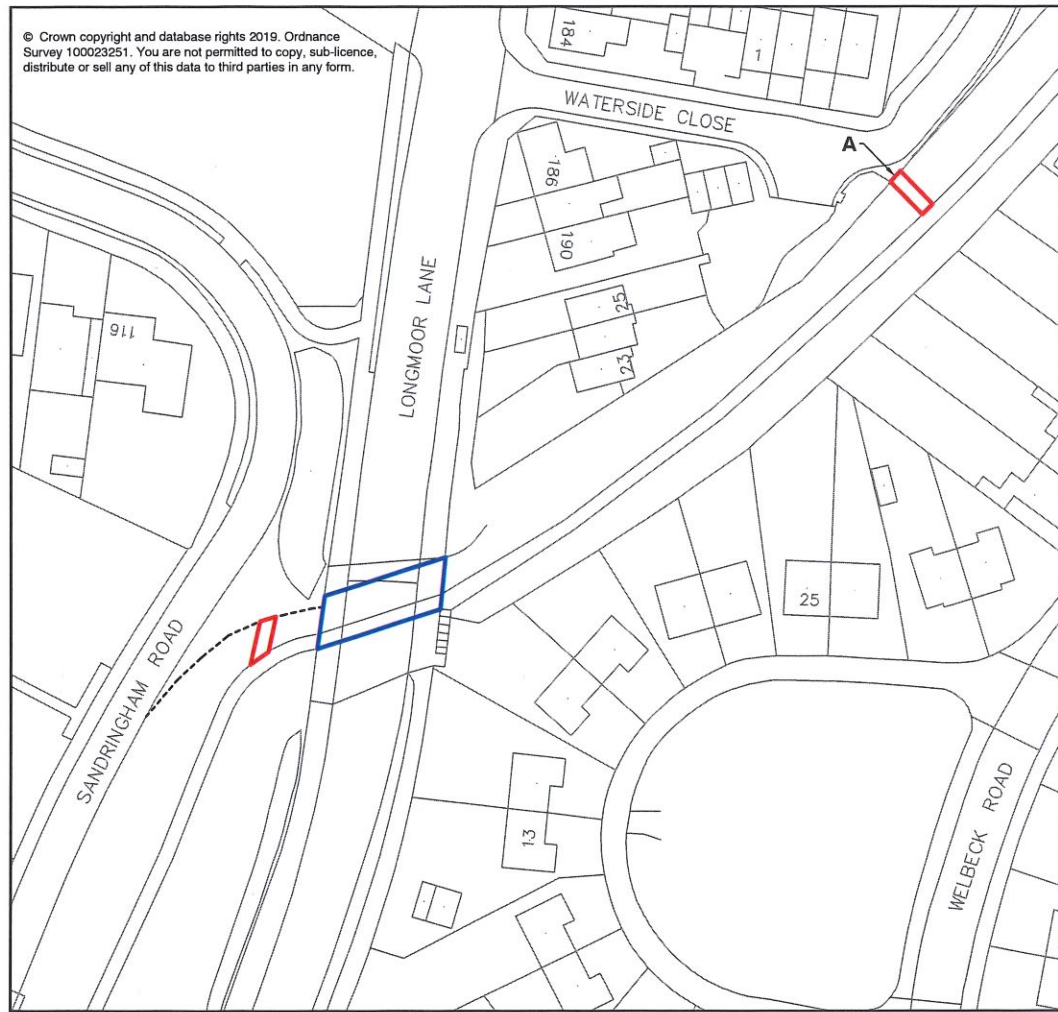 © Crown copyright and database rights 2019. Ordnance
Survey 100023251. You are not permitted to copy, sub-licence,
distribute or sell any of this data to third parties in any form.
184
1
WATERSIDE CLOSE
A
186
190
LONGMOOR LANE
25
23
116
25
SANDRINGHAM ROAD
13
WELBECK ROAD